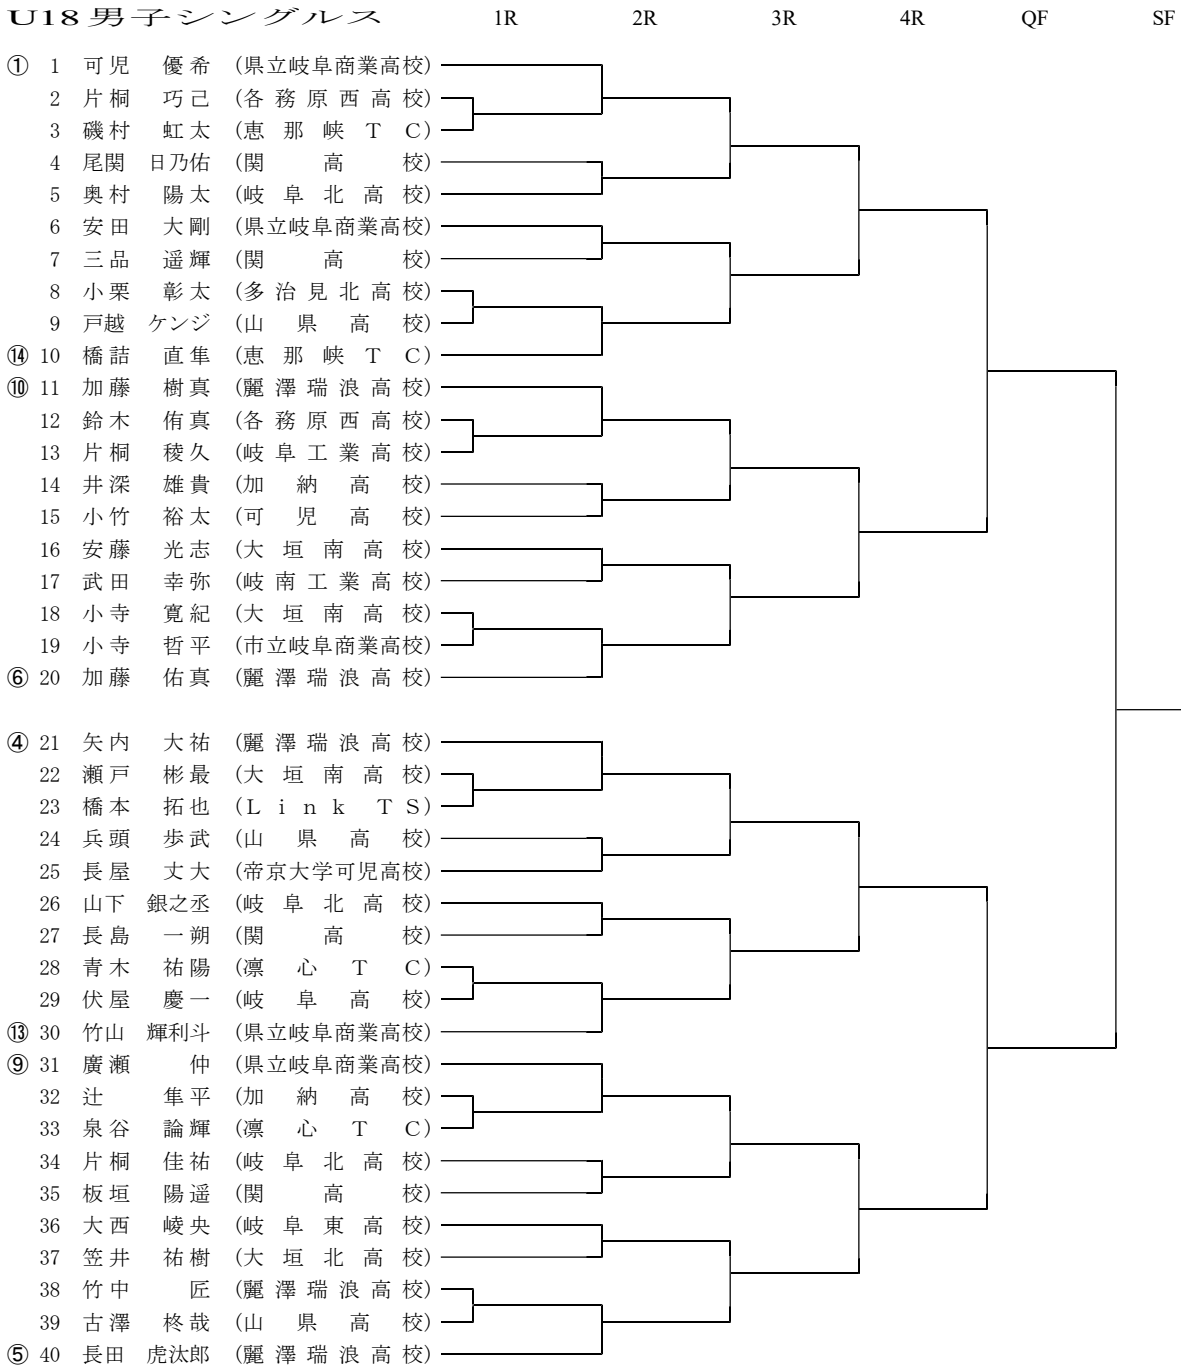 U18男子シングルス 1R 2R 3R 4R QF SF
① 1 可児 優希 (県立岐阜商業高校)
2 片桐 巧己 (各務原西高校)
3 磯村 虹太 (恵那峡TC)
4 尾関 日乃佑 (関高校)
5 奥村 陽太 (岐阜北高校)
6 安田 大剛 (県立岐阜商業高校)
7 三品 遥輝 (関高校)
8 小栗 彰太 (多治見北高校)
9 戸越 ケンジ (山県高校)
⑭ 10 橋詰 直隼 (恵那峡TC)
⑩ 11 加藤 樹真 (麗澤瑞浪高校)
12 鈴木 侑真 (各務原西高校)
13 片桐 稜久 (岐阜工業高校)
14 井深 雄貴 (加納高校)
15 小竹 裕太 (可児高校)
16 安藤 光志 (大垣南高校)
17 武田 幸弥 (岐南工業高校)
18 小寺 寛紀 (大垣南高校)
19 小寺 哲平 (市立岐阜商業高校)
⑥ 20 加藤 佑真 (麗澤瑞浪高校)
④ 21 矢内 大祐 (麗澤瑞浪高校)
22 瀬戸 彬最 (大垣南高校)
23 橋本 拓也 (Link TS)
24 兵頭 歩武 (山県高校)
25 長屋 丈大 (帝京大学可児高校)
26 山下 銀之丞 (岐阜北高校)
27 長島 一朔 (関高校)
28 青木 祐陽 (凛心TC)
29 伏屋 慶一 (岐阜高校)
⑬ 30 竹山 輝利斗 (県立岐阜商業高校)
⑨ 31 廣瀬 仲 (県立岐阜商業高校)
32 辻 隼平 (加納高校)
33 泉谷 論輝 (凛心TC)
34 片桐 佳祐 (岐阜北高校)
35 板垣 陽遥 (関高校)
36 大西 崚央 (岐阜東高校)
37 笠井 祐樹 (大垣北高校)
38 竹中 匠 (麗澤瑞浪高校)
39 古澤 柊哉 (山県高校)
⑤ 40 長田 虎汰郎 (麗澤瑞浪高校)